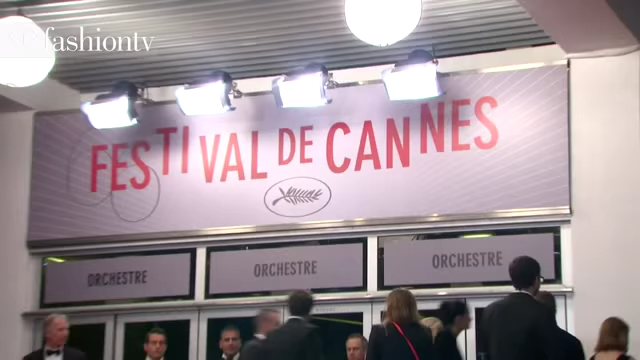 fashiontv
FESTIVAL DE CANNES
ORCHESTRE
ORCHESTRE
ORCHESTRE